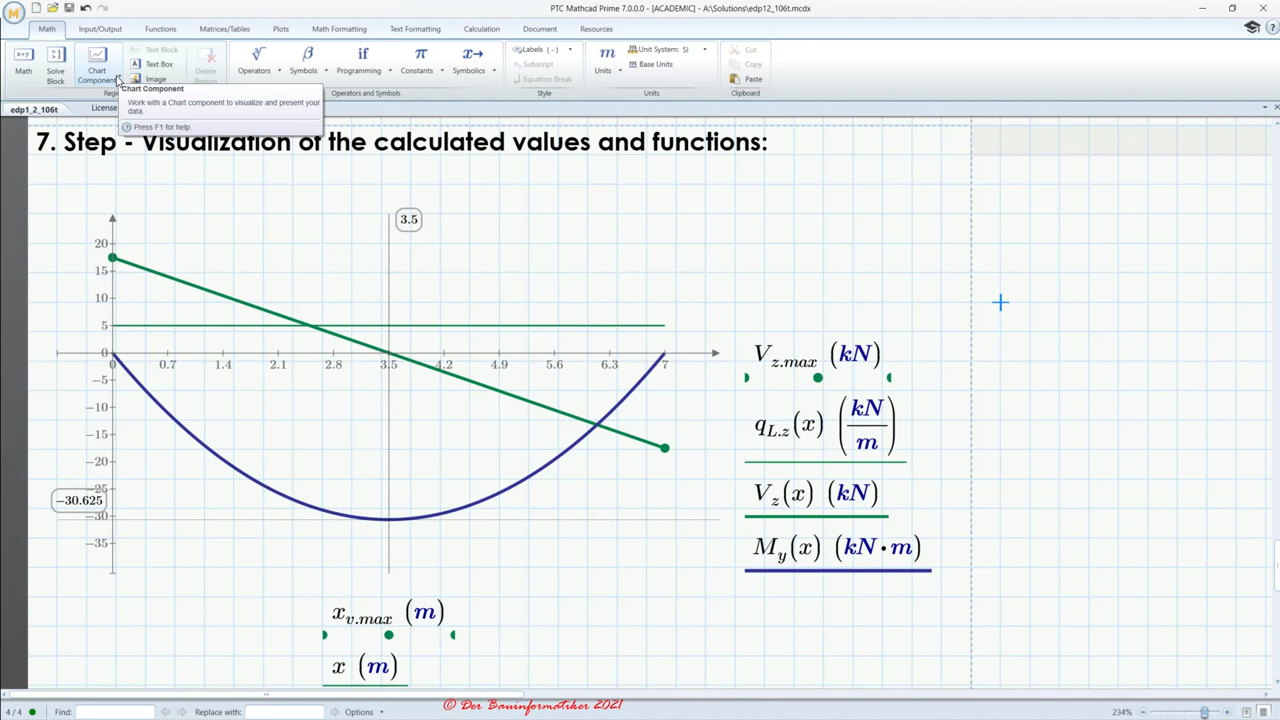 PTC Mathcad Prime 7.0.0.0 - [ACADEMIC] - A:\Solutions\edp12_106t.mcdx
Math Input/Output Functions Matrices/Tables Plots Math Formatting Text Formatting Calculation Document Resources
Math
Solve Block
Chart Component
Text Block
Text Box
Image
Delete Region
Operators
Symbols
Programming
Constants
Symbolics
Labels ( - )
Subscript
Equation Break
Units
Unit System: SI
Base Units
Cut
Copy
Paste
Operators and Symbols
Style
Units
Clipboard
Chart Component
Work with a Chart component to visualize and present your
data.
Press F1 for help.
edp1_2_106t License
7. Step - Visualization of the calculated values and functions:
3.5
20
15
10
5
0
−5
−10
−15
−20
−25
−30
−35
0 0.7 1.4 2.1 2.8 3.5 4.2 4.9 5.6 6.3 7
−30.625
V_z.max (kN)
q_L.z(x) (kN/m)
V_z(x) (kN)
M_y(x) (kN·m)
x_v.max (m)
x (m)
© Der Bauinformatiker 2021
4/4 Find: Replace with: Options 234%